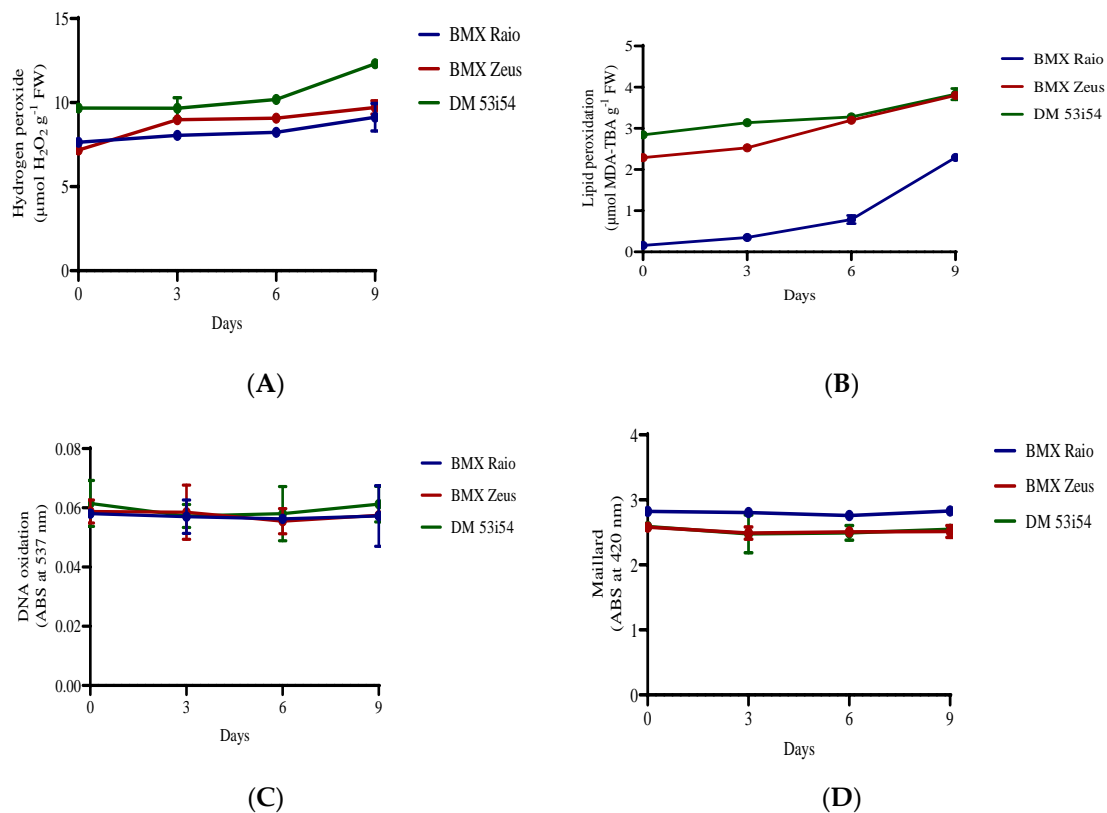 15
10
5
0
Hydrogen peroxide
(μmol H₂O₂ g⁻¹ FW)
0 3 6 9
Days
BMX Raio
BMX Zeus
DM 53i54
(A)
5
4
3
2
1
0
Lipid peroxidation
(μmol MDA-TBA g⁻¹ FW)
0 3 6 9
Days
BMX Raio
BMX Zeus
DM 53i54
(B)
0.08
0.06
0.04
0.02
0.00
DNA oxidation
(ABS at 537 nm)
0 3 6 9
Days
BMX Raio
BMX Zeus
DM 53i54
(C)
4
3
2
1
0
Maillard
(ABS at 420 nm)
0 3 6 9
Days
BMX Raio
BMX Zeus
DM 53i54
(D)